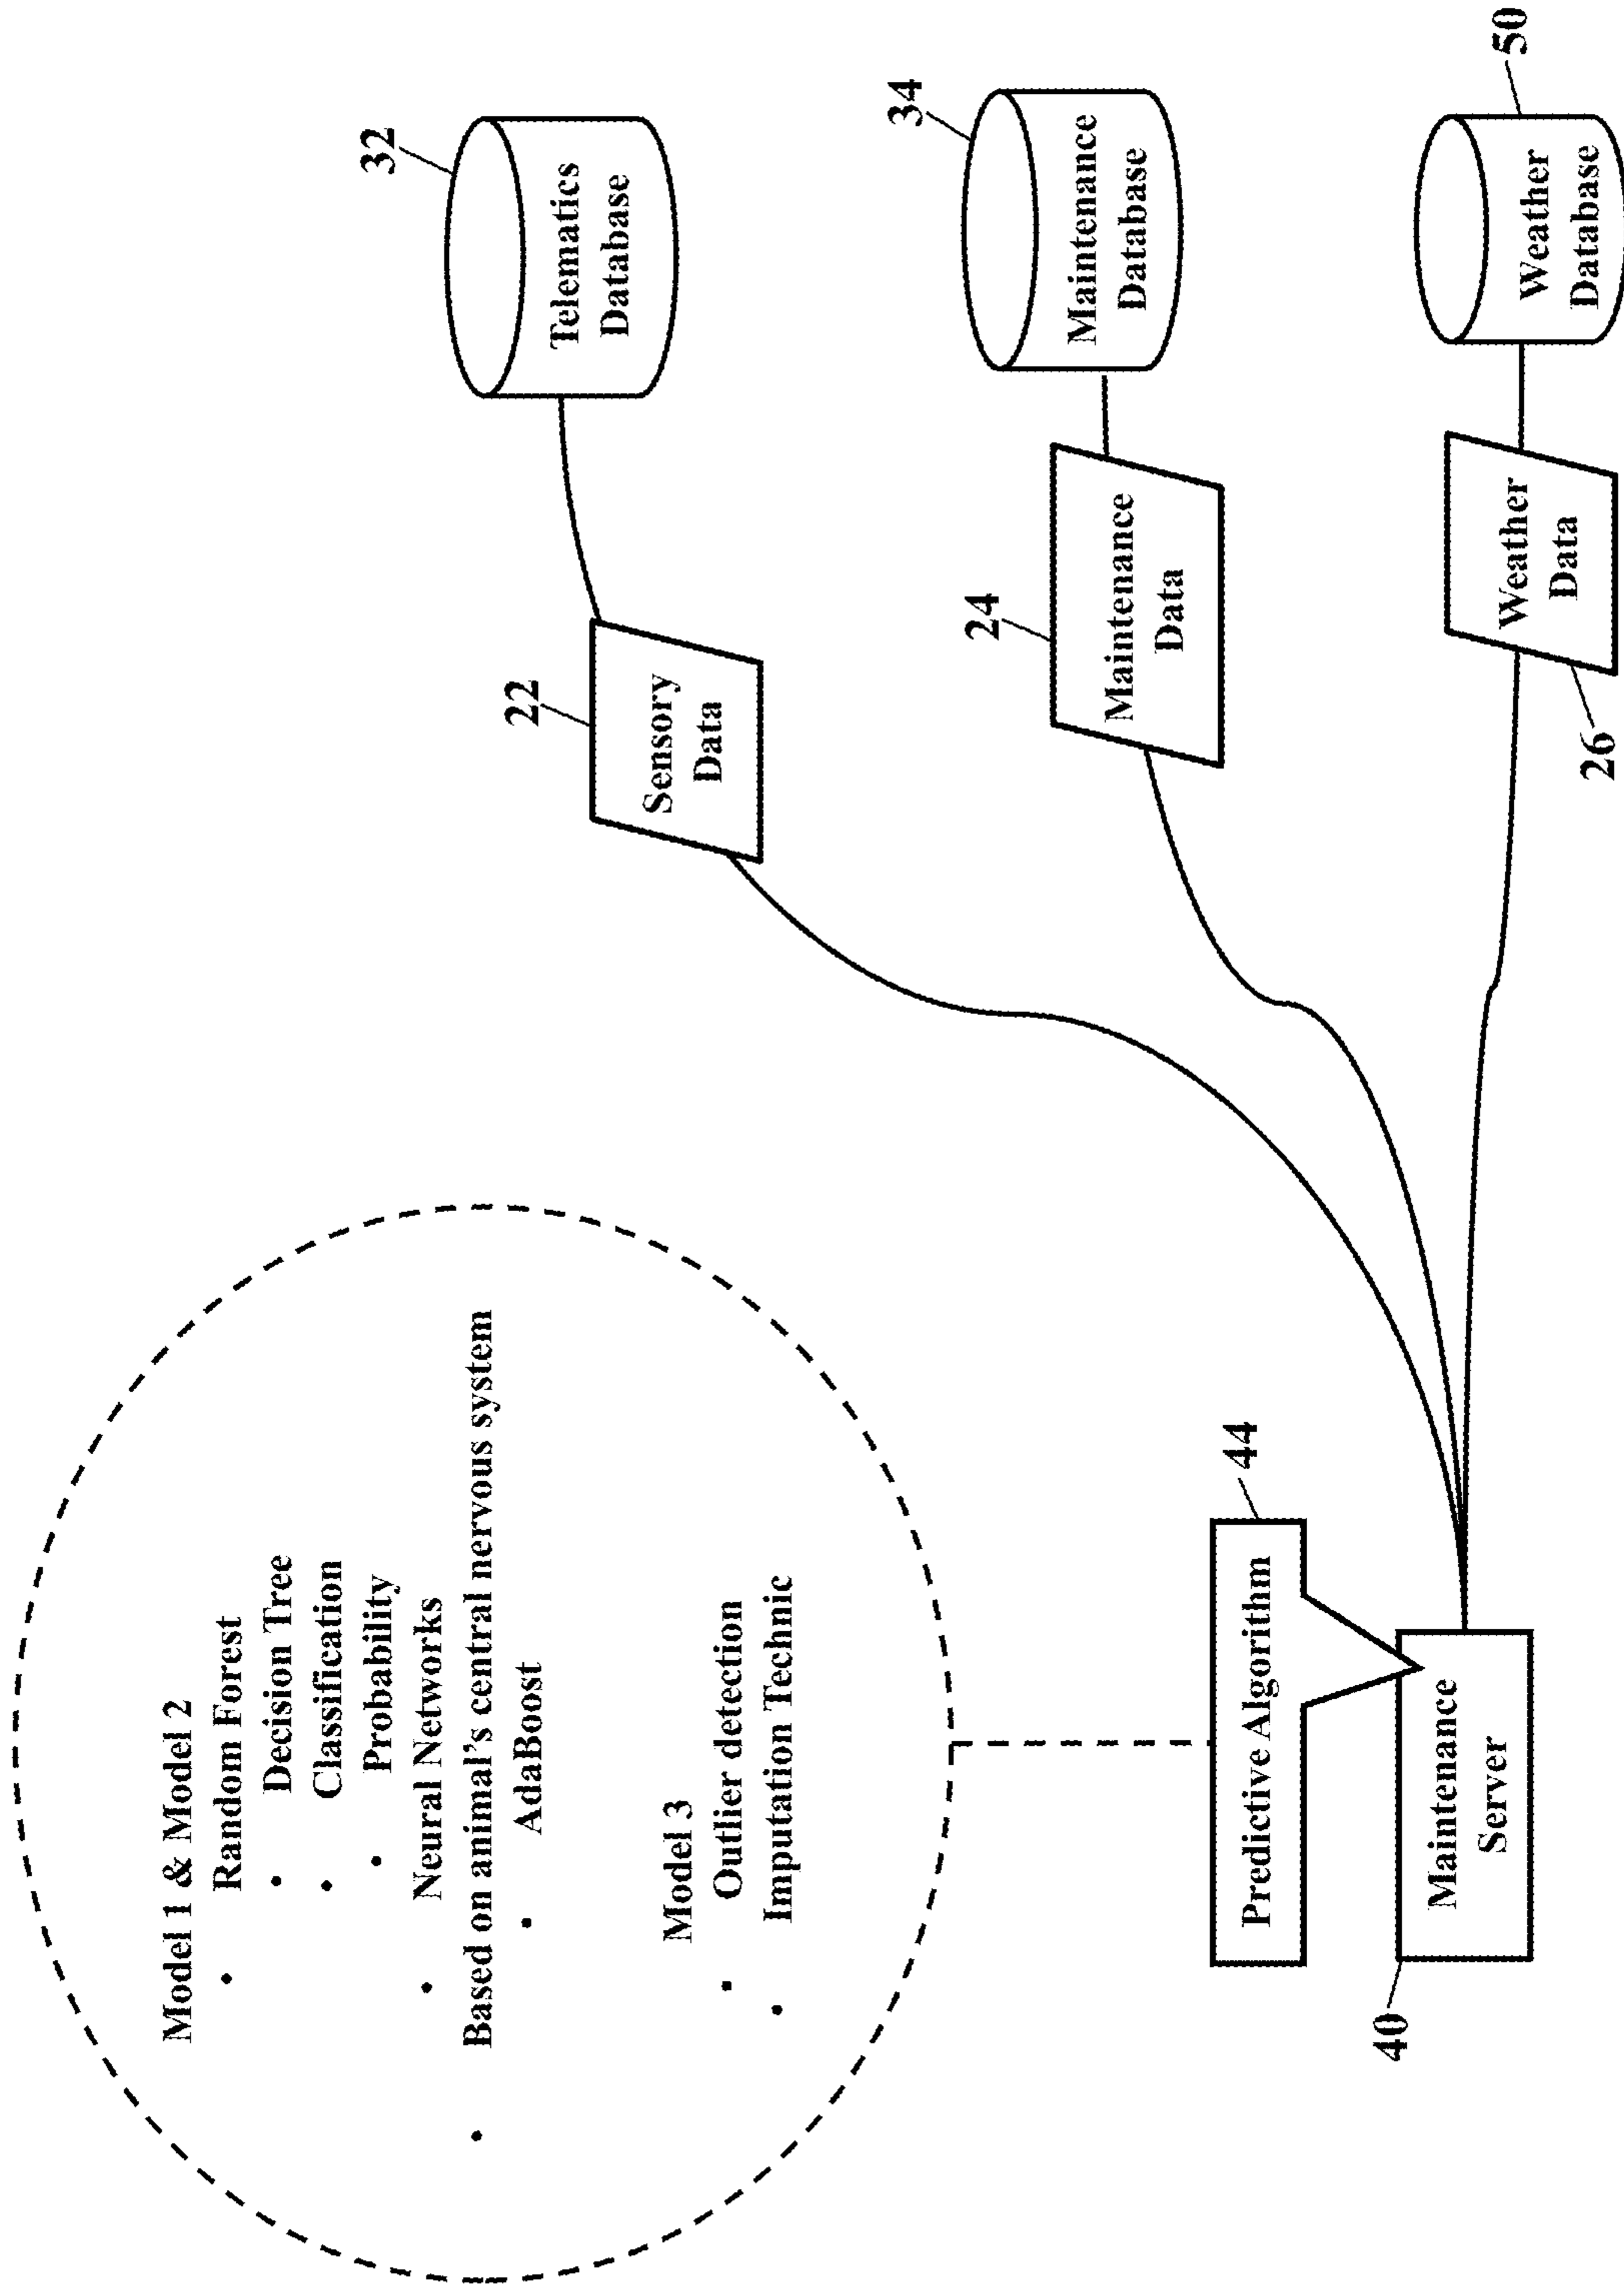 Model 1 & Model 2
• Random Forest
• Decision Tree
• Classification
• Probability
• Neural Networks
• Based on animal's central nervous system
• AdaBoost
Model 3
• Outlier detection
• Imputation Technic
44
Predictive Algorithm
40
Maintenance
Server
22
Sensory
Data
32
Telematics
Database
24
Maintenance
Data
34
Maintenance
Database
26
Weather
Data
50
Weather
Database